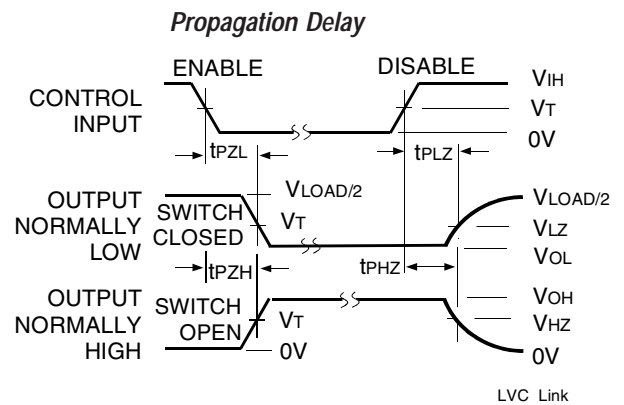 Propagation Delay
ENABLE DISABLE
CONTROL
INPUT
VIH
VT
0V
tPZL tPLZ
OUTPUT
NORMALLY
LOW
SWITCH
CLOSED
VLOAD/2
VT
VLOAD/2
VLZ
VOL
tPZH tPHZ
OUTPUT
NORMALLY
HIGH
SWITCH
OPEN
VT
0V
VOH
VHZ
0V
LVC Link